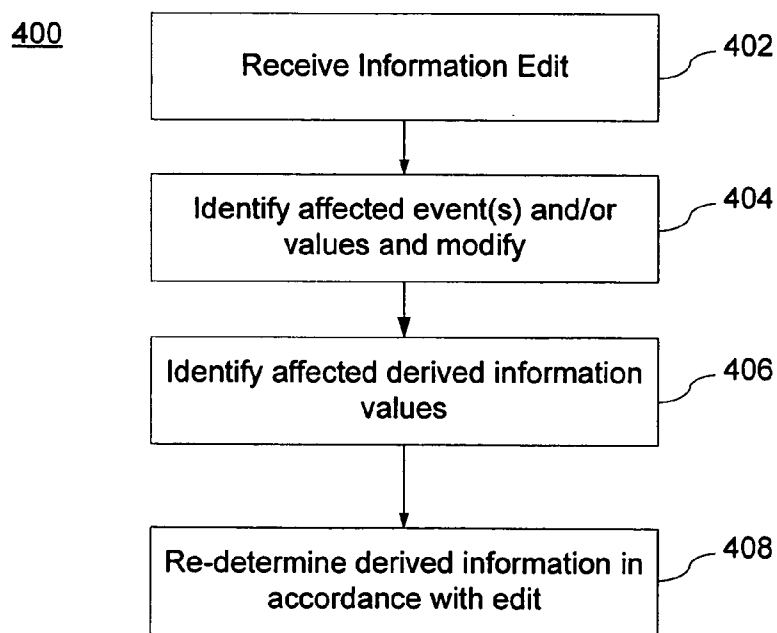 400
Receive Information Edit
402
Identify affected event(s) and/or
values and modify
404
Identify affected derived information
values
406
Re-determine derived information in
accordance with edit
408